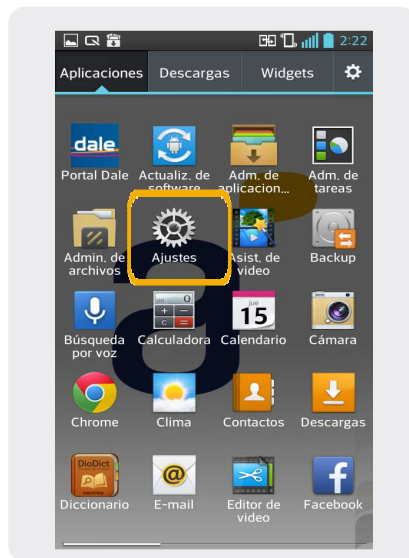 2:22
Aplicaciones Descargas Widgets
dale
Portal Dale Actualiz. de software Adm. de aplicacion... Adm. de tareas
Admin. de archivos Ajustes Asist. de video Backup
0
jue
15
Búsqueda por voz Calculadora Calendario Cámara
Chrome Clima Contactos Descargas
DioDict
@
f
Diccionario E-mail Editor de video Facebook